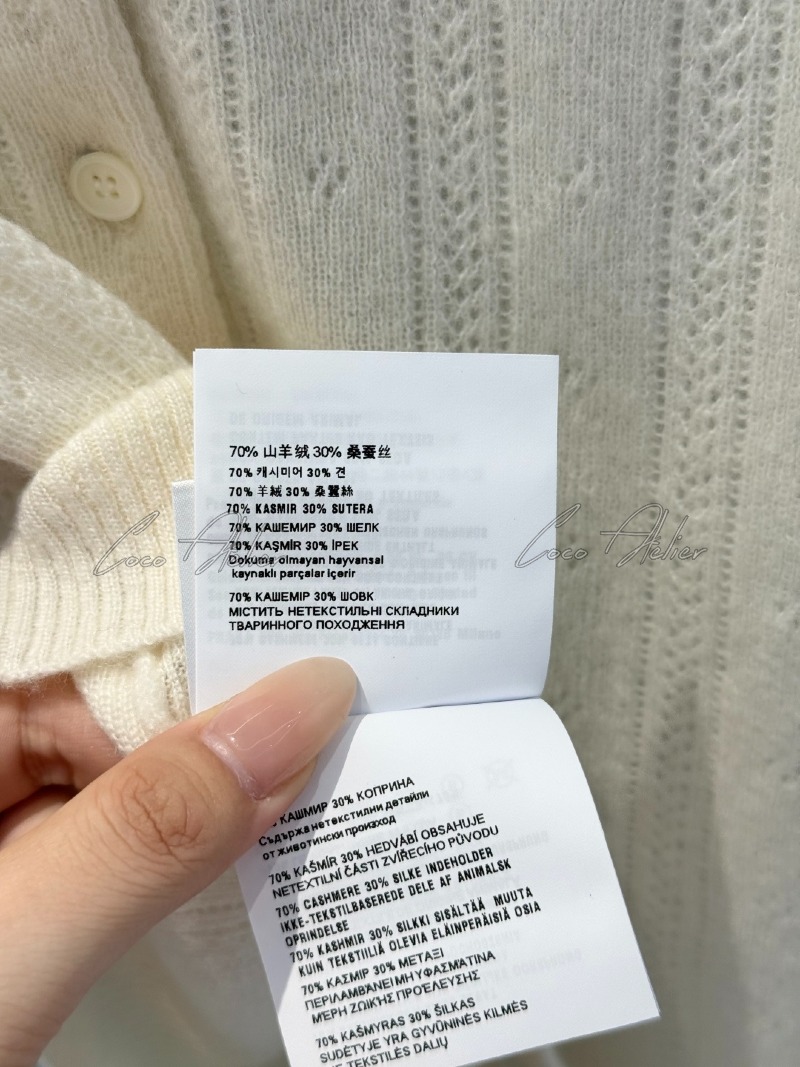 70% 山羊绒 30% 桑蚕丝
70% 캐시미어 30% 견
70% 羊絨 30% 桑蠶絲
70% KASMIR 30% SUTERA
70% КАШЕМИР 30% ШЕЛК
70% KAŞMİR 30% İPEK
Dokuma olmayan hayvansal
kaynaklı parçalar içerir
70% КАШЕМІР 30% ШОВК
МІСТИТЬ НЕТЕКСТИЛЬНІ СКЛАДНИКИ
ТВАРИННОГО ПОХОДЖЕННЯ
Coco Atelier Coco Atelier
КАШМИР 30% КОПРИНА
Съдържа нетекстилни детайли
от животински произход
70% KAŠMÍR 30% HEDVÁBÍ OBSAHUJE
NETEXTILNÍ ČÁSTI ZVÍŘECÍHO PŮVODU
70% CASHMERE 30% SILKE INDEHOLDER
IKKE-TEKSTILBASEREDE DELE AF ANIMALSK
OPRINDELSE
70% KASHMIR 30% SILKKI SISÄLTÄÄ MUUTA
KUIN TEKSTIILIÄ OLEVIA ELÄINPERÄISIÄ OSIA
70% ΚΑΣΜΙΡ 30% ΜΕΤΑΞΙ
ΠΕΡΙΛΑΜΒΑΝΕΙ ΜΗ ΥΦΑΣΜΑΤΙΝΑ
ΜΈΡΗ ΖΩΙΚΉΣ ΠΡΟΈΛΕΥΣΗΣ
70% KAŠMYRAS 30% ŠILKAS
SUDĖTYJE YRA GYVŪNINĖS KILMĖS
NE TEKSTILĖS DALIŲ